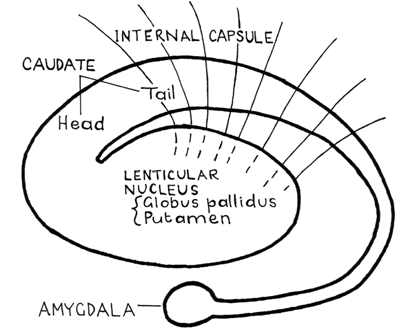 INTERNAL CAPSULE
CAUDATE
Tail
Head
LENTICULAR
NUCLEUS
{Globus pallidus
{Putamen
AMYGDALA